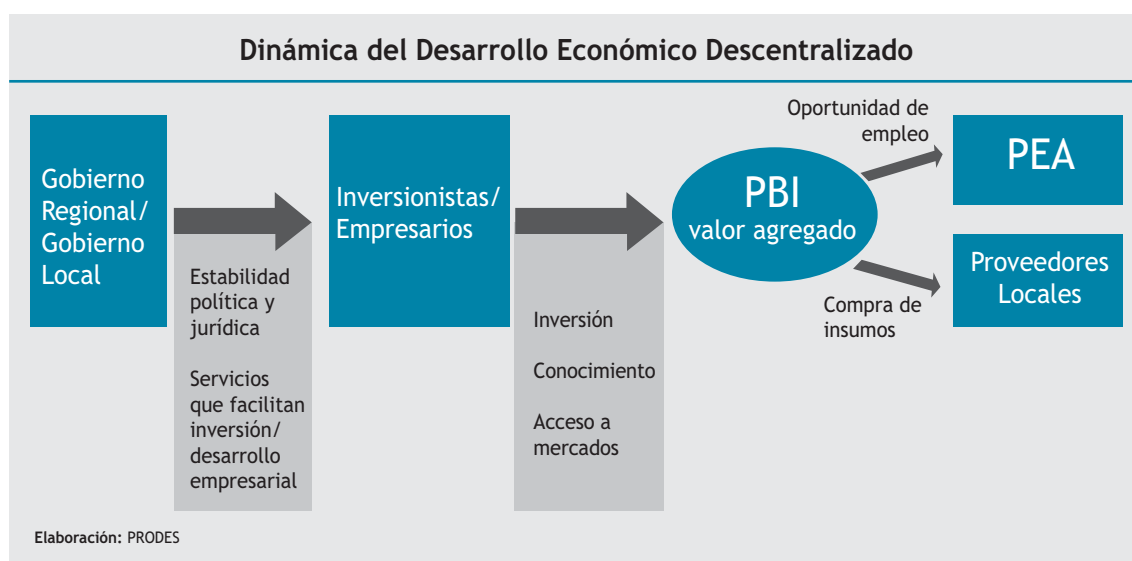 Dinámica del Desarrollo Económico Descentralizado
Gobierno
Regional/
Gobierno
Local
Estabilidad
política y
jurídica
Servicios
que facilitan
inversión/
desarrollo
empresarial
Inversionistas/
Empresarios
Inversión
Conocimiento
Acceso a
mercados
PBI
valor agregado
Oportunidad de
empleo
PEA
Compra de
insumos
Proveedores
Locales
Elaboración: PRODES